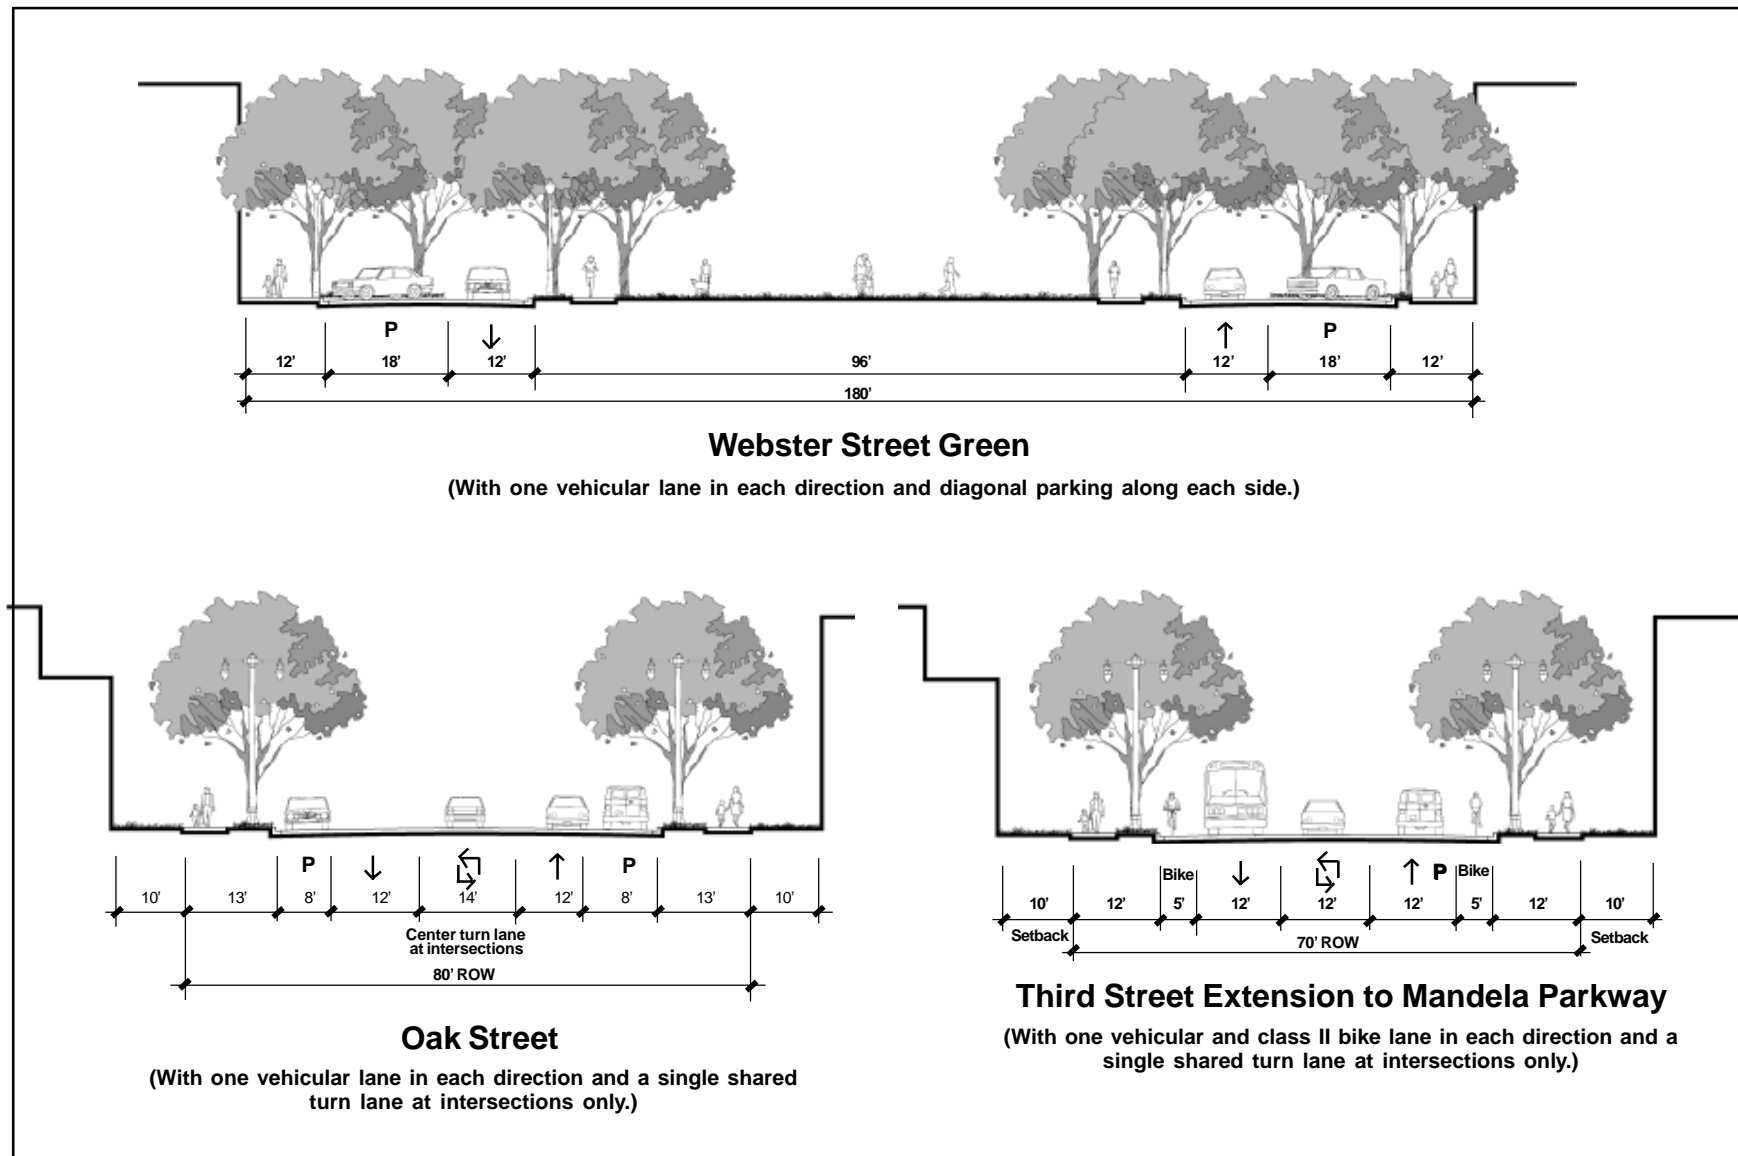 P P
12’ 18’ 12’ 96’ 12’ 18’ 12’
180’
Webster Street Green
(With one vehicular lane in each direction and diagonal parking along each side.)
P P
10’ 13’ 8’ 12’ 14’ 12’ 8’ 13’ 10’
Center turn lane
at intersections
80’ ROW
Oak Street
(With one vehicular lane in each direction and a single shared
turn lane at intersections only.)
Bike P Bike
10’ 12’ 5’ 12’ 12’ 12’ 5’ 12’ 10’
Setback 70’ ROW Setback
Third Street Extension to Mandela Parkway
(With one vehicular and class II bike lane in each direction and a
single shared turn lane at intersections only.)